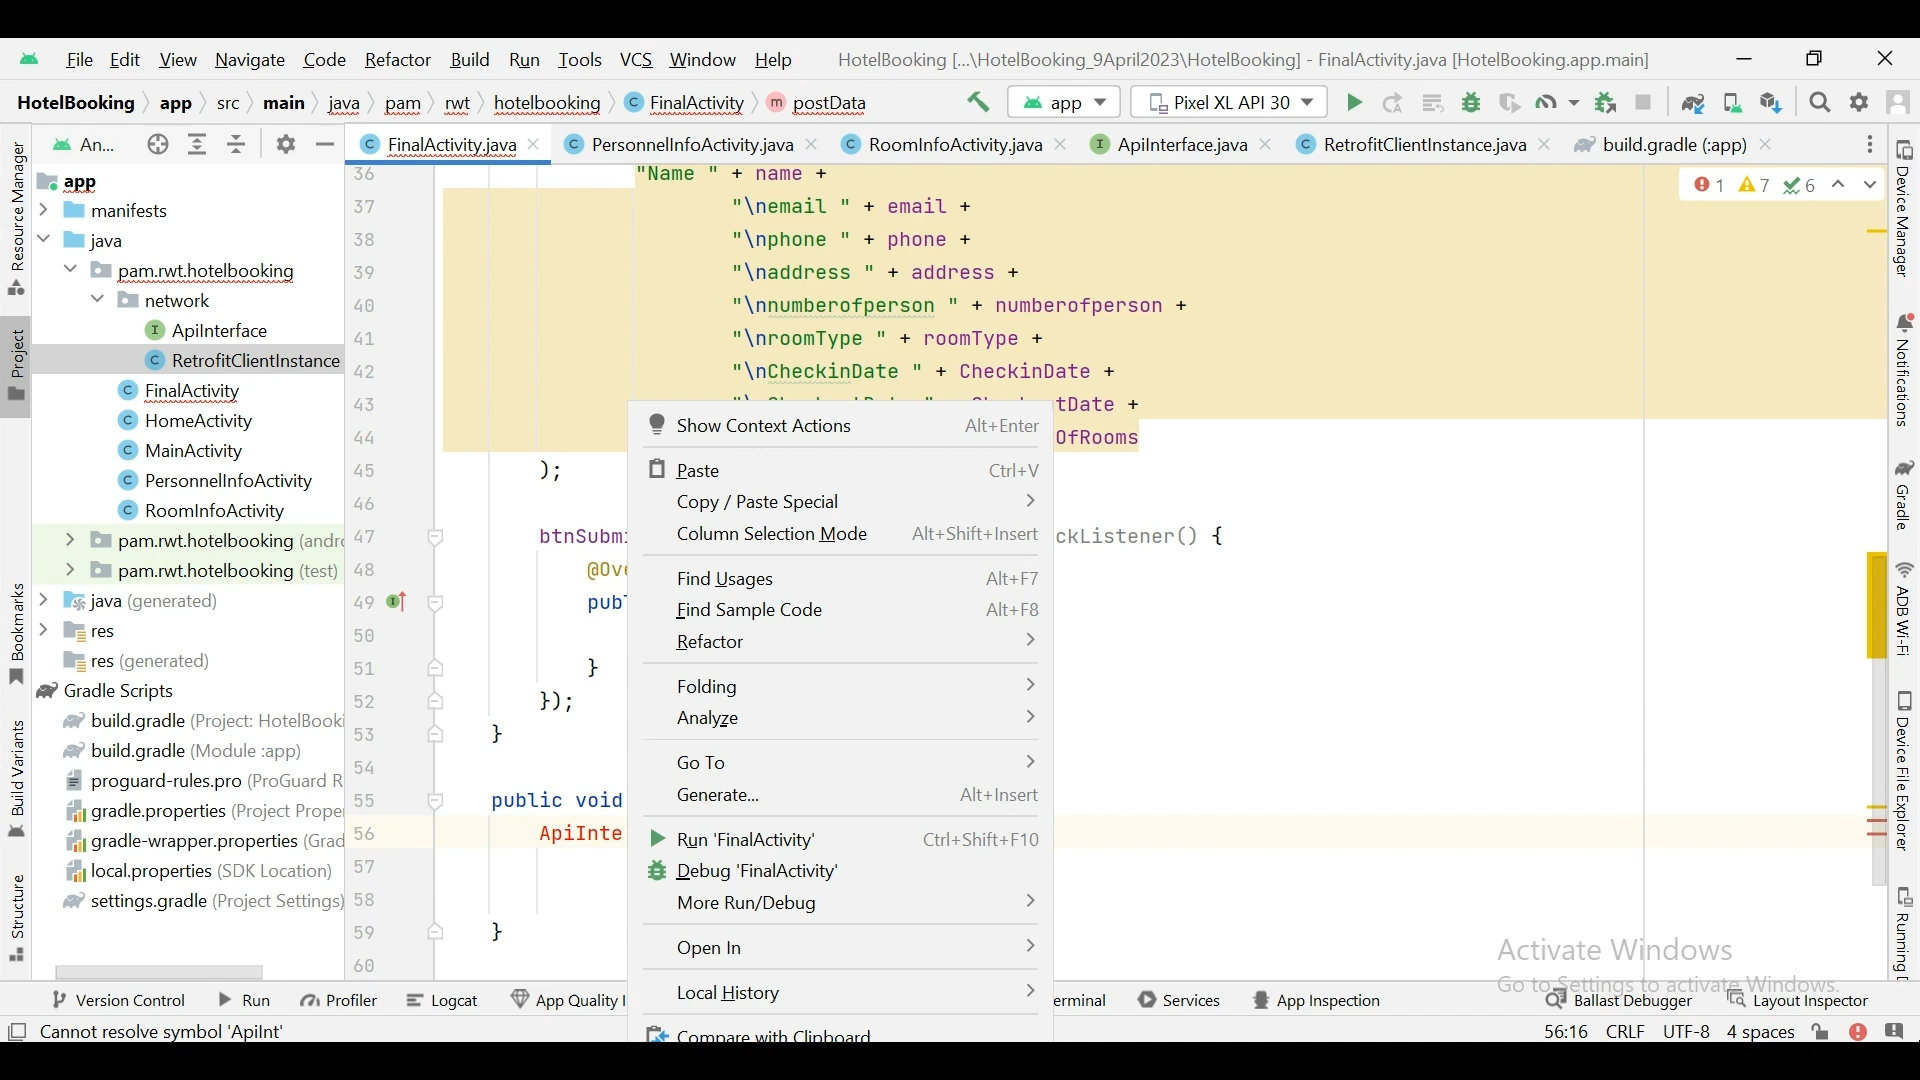 File Edit View Navigate Code Refactor Build Run Tools VCS Window Help HotelBooking [...\HotelBooking_9April2023\HotelBooking] - FinalActivity.java [HotelBooking.app.main]
HotelBooking app src main java pam rwt hotelbooking FinalActivity postData app Pixel XL API 30
An... FinalActivity.java PersonnelInfoActivity.java RoomInfoActivity.java ApiInterface.java RetrofitClientInstance.java build.gradle (:app)
Resource Manager
Project
Bookmarks
Build Variants
Structure
app
manifests
java
pam.rwt.hotelbooking
network
ApiInterface
RetrofitClientInstance
FinalActivity
HomeActivity
MainActivity
PersonnelInfoActivity
RoomInfoActivity
pam.rwt.hotelbooking (andr
pam.rwt.hotelbooking (test)
java (generated)
res
res (generated)
Gradle Scripts
build.gradle (Project: HotelBooki
build.gradle (Module :app)
proguard-rules.pro (ProGuard R
gradle.properties (Project Prope
gradle-wrapper.properties (Grad
local.properties (SDK Location)
settings.gradle (Project Settings)
1 7 6
36 "Name " + name +
37 "\nemail " + email +
38 "\nphone " + phone +
39 "\naddress " + address +
40 "\nnumberofperson " + numberofperson +
41 "\nroomType " + roomType +
42 "\nCheckinDate " + CheckinDate +
43 tDate +
44 OfRooms
45 );
46
47 btnSubm ckListener() {
48 @Ov
49 pub
50
51 }
52 });
53 }
54
55 public void
56 ApiInte
57
58
59 }
60
Show Context Actions Alt+Enter
Paste Ctrl+V
Copy / Paste Special
Column Selection Mode Alt+Shift+Insert
Find Usages Alt+F7
Find Sample Code Alt+F8
Refactor
Folding
Analyze
Go To
Generate... Alt+Insert
Run 'FinalActivity' Ctrl+Shift+F10
Debug 'FinalActivity'
More Run/Debug
Open In
Local History
Compare with Clipboard
Device Manager
Notifications
Gradle
ADB Wi-Fi
Device File Explorer
Running
Activate Windows
Go to Settings to activate Windows.
Version Control Run Profiler Logcat App Quality I erminal Services App Inspection Ballast Debugger Layout Inspector
Cannot resolve symbol 'ApiInt' 56:16 CRLF UTF-8 4 spaces